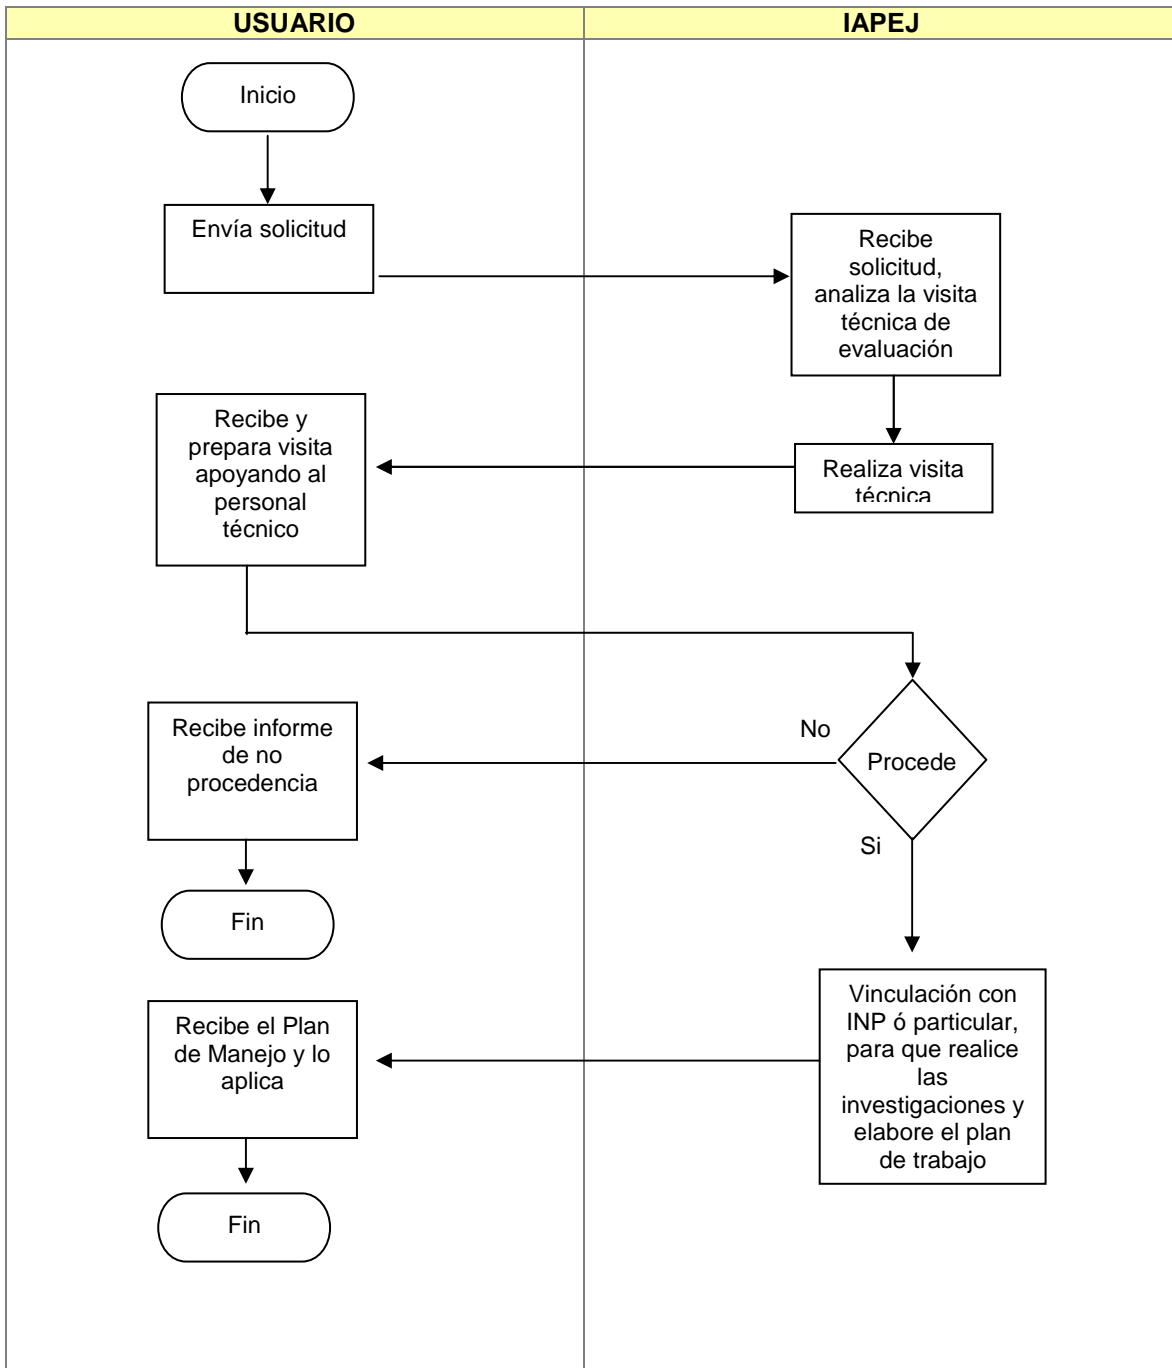 USUARIO
IAPEJ
Inicio
Envía solicitud
Recibe
solicitud,
analiza la visita
técnica de
evaluación
Recibe y
prepara visita
apoyando al
personal
técnico
Realiza visita
técnica
Recibe informe
de no
procedencia
No
Procede
Si
Fin
Recibe el Plan
de Manejo y lo
aplica
Vinculación con
INP ó particular,
para que realice
las
investigaciones y
elabore el plan
de trabajo
Fin